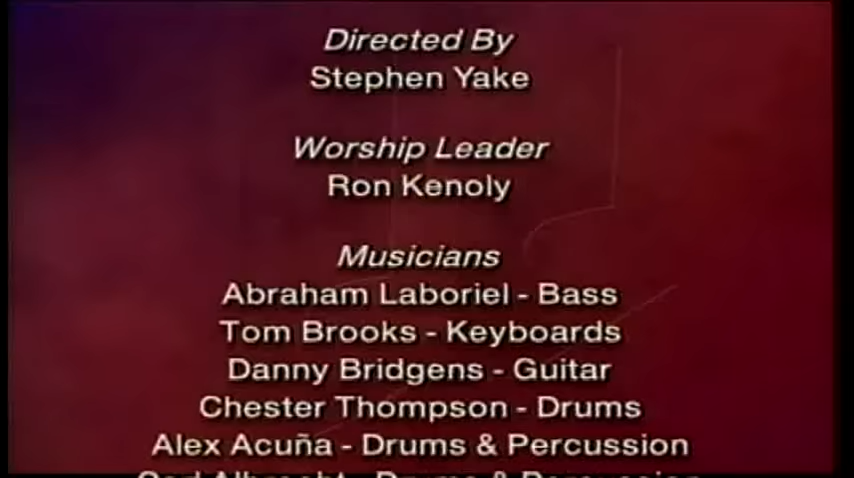 Directed By
Stephen Yake
Worship Leader
Ron Kenoly
Musicians
Abraham Laboriel - Bass
Tom Brooks - Keyboards
Danny Bridgens - Guitar
Chester Thompson - Drums
Alex Acuña - Drums & Percussion